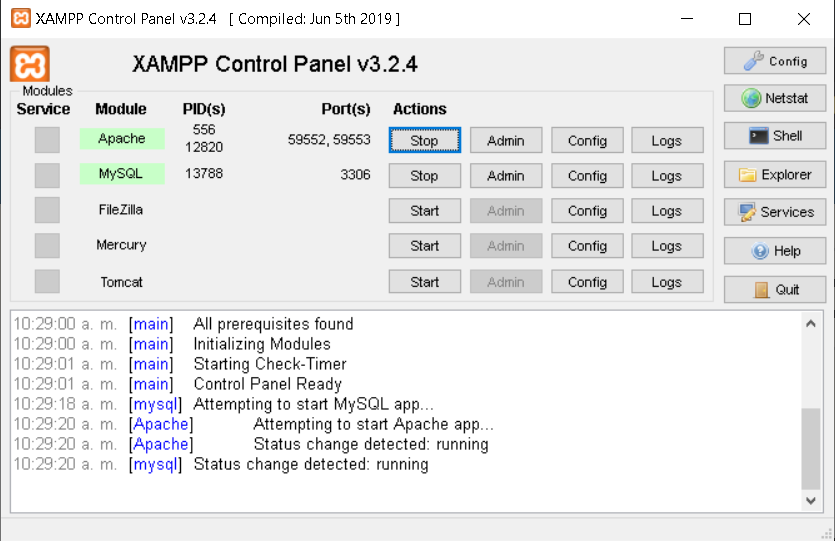 XAMPP Control Panel v3.2.4 [ Compiled: Jun 5th 2019 ]
XAMPP Control Panel v3.2.4
Config
Modules
Service Module PID(s) Port(s) Actions
Netstat
Apache 556 12820 59552, 59553 Stop Admin Config Logs
Shell
MySQL 13788 3306 Stop Admin Config Logs
Explorer
FileZilla Start Admin Config Logs
Services
Mercury Start Admin Config Logs
Help
Tomcat Start Admin Config Logs
Quit
10:29:00 a. m. [main] All prerequisites found
10:29:00 a. m. [main] Initializing Modules
10:29:01 a. m. [main] Starting Check-Timer
10:29:01 a. m. [main] Control Panel Ready
10:29:18 a. m. [mysql] Attempting to start MySQL app...
10:29:20 a. m. [Apache] Attempting to start Apache app...
10:29:20 a. m. [Apache] Status change detected: running
10:29:20 a. m. [mysql] Status change detected: running